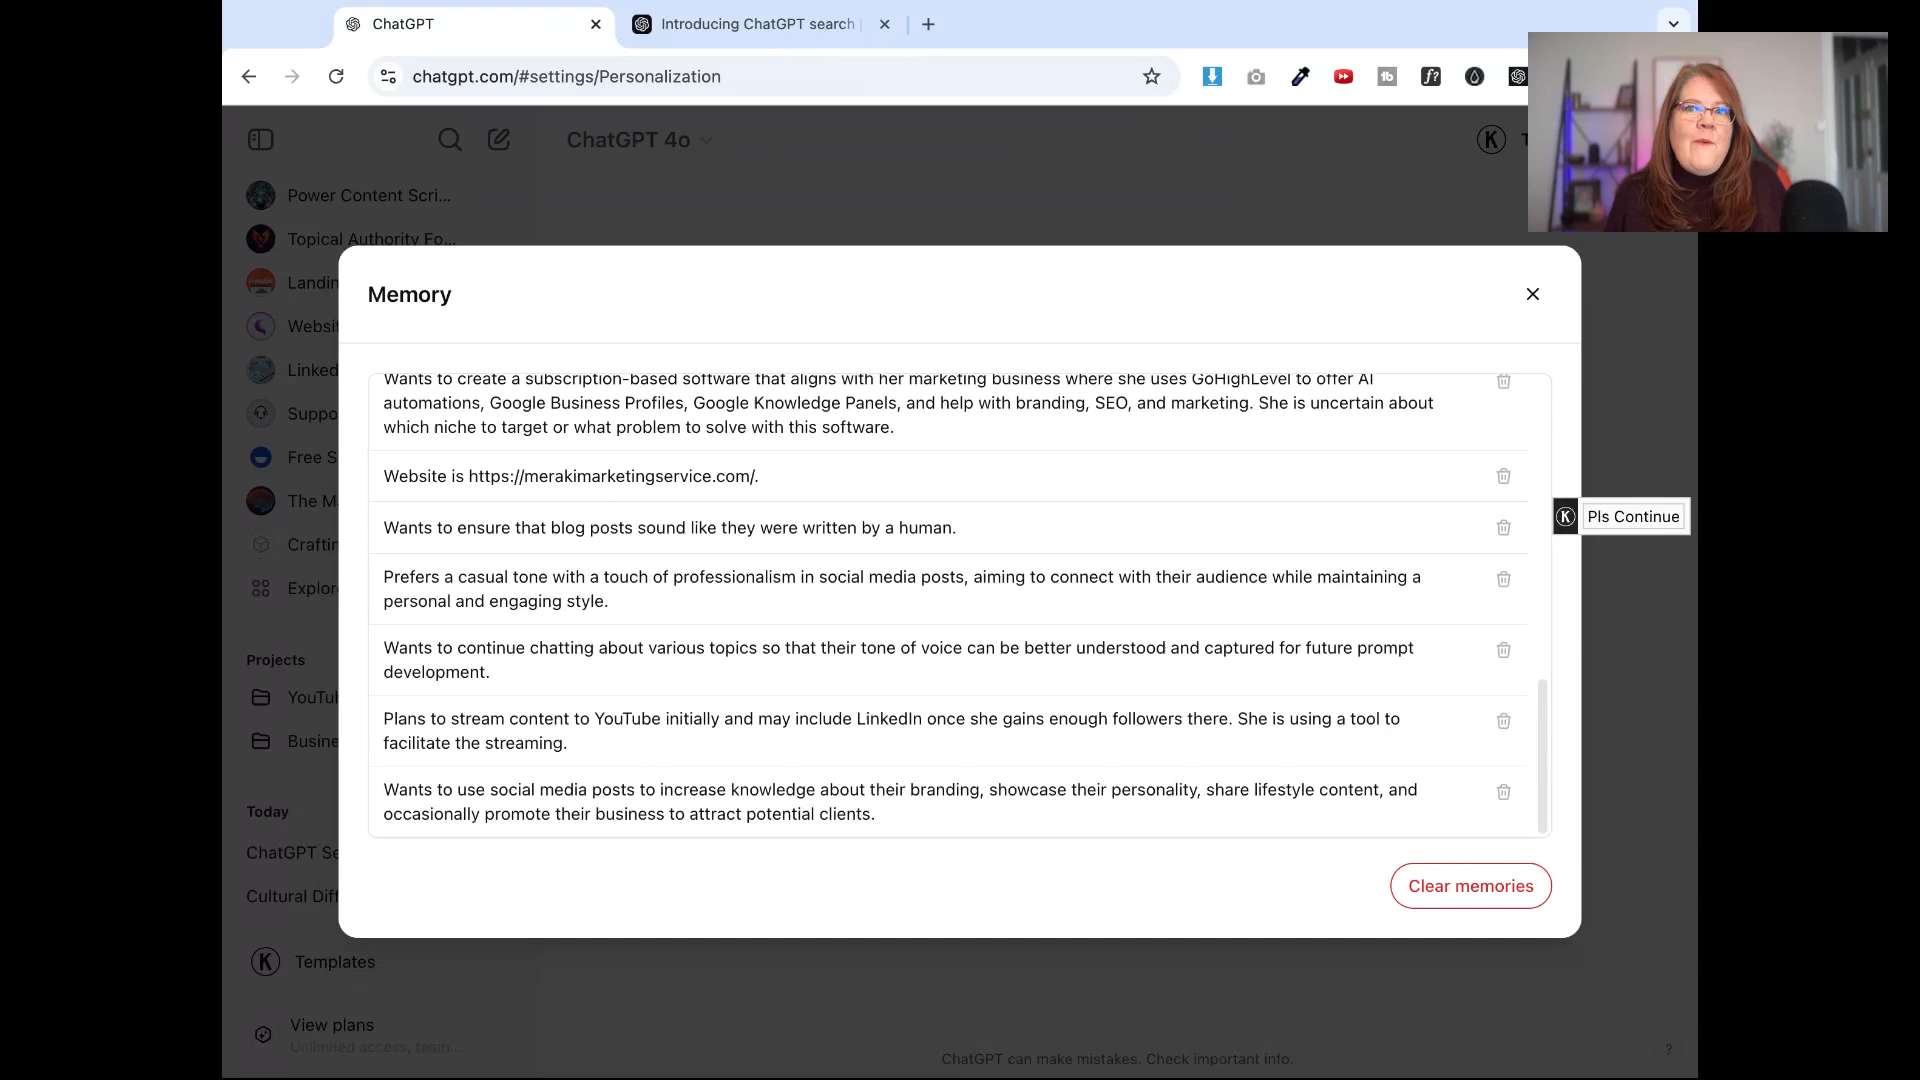 ChatGPT
Introducing ChatGPT search
chatgpt.com/#settings/Personalization
ChatGPT 4o
Power Content Scri...
Topical Authority Fo...
Landin
Websit
Linked
Suppo
Free S
The Ma
Craftin
Explor
Projects
YouTub
Busine
Today
ChatGPT Se
Cultural Diff
Templates
View plans
Unlimited access, team...
Memory
Wants to create a subscription-based software that aligns with her marketing business where she uses GoHighLevel to offer AI
automations, Google Business Profiles, Google Knowledge Panels, and help with branding, SEO, and marketing. She is uncertain about
which niche to target or what problem to solve with this software.
Website is https://merakimarketingservice.com/.
Wants to ensure that blog posts sound like they were written by a human.
Prefers a casual tone with a touch of professionalism in social media posts, aiming to connect with their audience while maintaining a
personal and engaging style.
Wants to continue chatting about various topics so that their tone of voice can be better understood and captured for future prompt
development.
Plans to stream content to YouTube initially and may include LinkedIn once she gains enough followers there. She is using a tool to
facilitate the streaming.
Wants to use social media posts to increase knowledge about their branding, showcase their personality, share lifestyle content, and
occasionally promote their business to attract potential clients.
Clear memories
K Pls Continue
ChatGPT can make mistakes. Check important info.
?